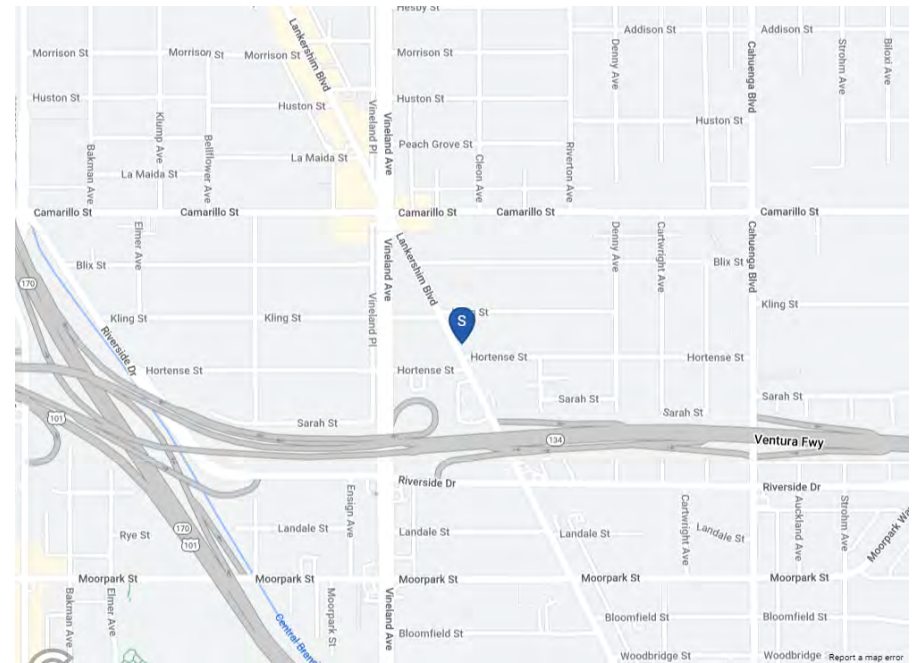 Hesby St
Addison St
Addison St
Morrison St
Morrison St
Morrison St
Morrison St
Lankershim Blvd
Denny Ave
Cahuenga Blvd
Strohm Ave
Biloxi Ave
Huston St
Huston St
Huston St
Huston St
Vineland Pl
Vineland Ave
Klump Ave
Bellflower Ave
Bakman Ave
La Maida St
La Maida St
Peach Grove St
Cleon Ave
Riverton Ave
Camarillo St
Camarillo St
Camarillo St
Camarillo St
Camarillo St
Elmer Ave
Vineland Ave
Lankershim Blvd
Denny Ave
Cartwright Ave
Cahuenga Blvd
Blix St
Blix St
170
Kling St
Kling St
St
Kling St
S
Vineland Pl
Riverside Dr
Hortense St
Hortense St
Hortense St
Hortense St
Sarah St
Sarah St
Sarah St
Sarah St
101
134
Ventura Fwy
Riverside Dr
Riverside Dr
Ensign Ave
Cartwright Ave
Auckland Ave
Strohm Ave
Moorpark Wa
170
101
Rye St
Landale St
Landale St
Landale St
Landale St
Moorpark St
Moorpark St
Moorpark St
Moorpark St
Moorpark St
Bakman Ave
Elmer Ave
Moorpark St
Vineland Ave
Central Bran
Bloomfield St
Bloomfield St
Bloomfield St
Woodbridge St
Woodbridge St
Report a map error